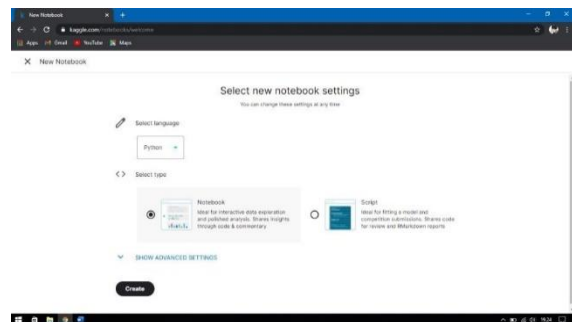 New Notebook
kaggle.com/notebooks/welcome
Apps
Gmail
YouTube
Maps
New Notebook
Select new notebook settings
You can change these settings at any time
Select language
Python
Select type
Notebook
Ideal for interactive data exploration
and polished analysis. Shares insights
through code & commentary
Script
Ideal for fitting a model and
competition submissions. Shares code
for review and RMarkdown reports
SHOW ADVANCED SETTINGS
Create